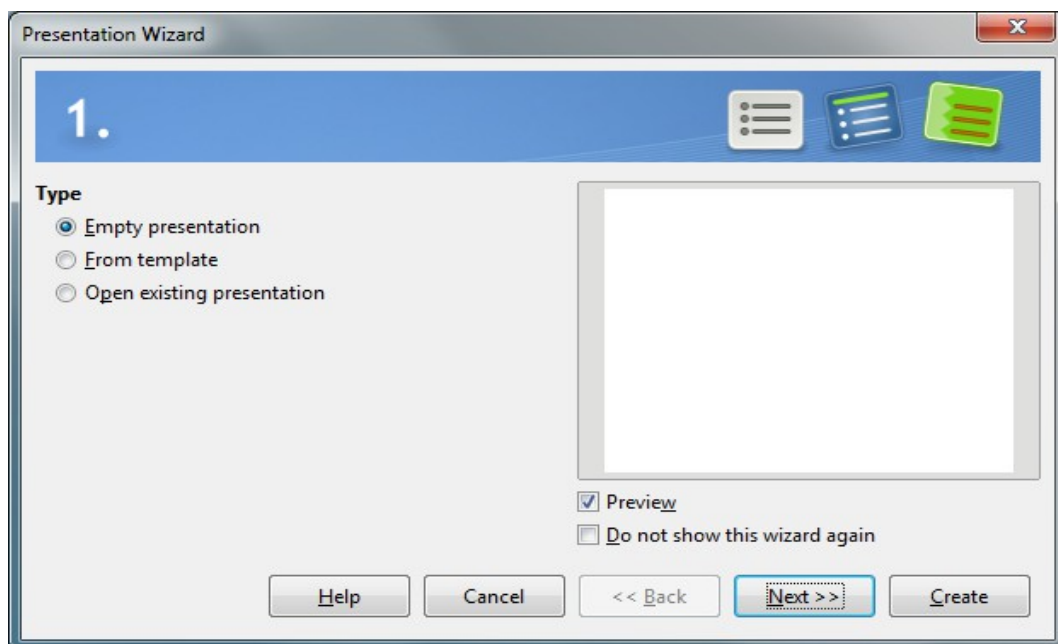 Presentation Wizard
1.
Type
Empty presentation
From template
Open existing presentation
Preview
Do not show this wizard again
Help Cancel << Back Next >> Create